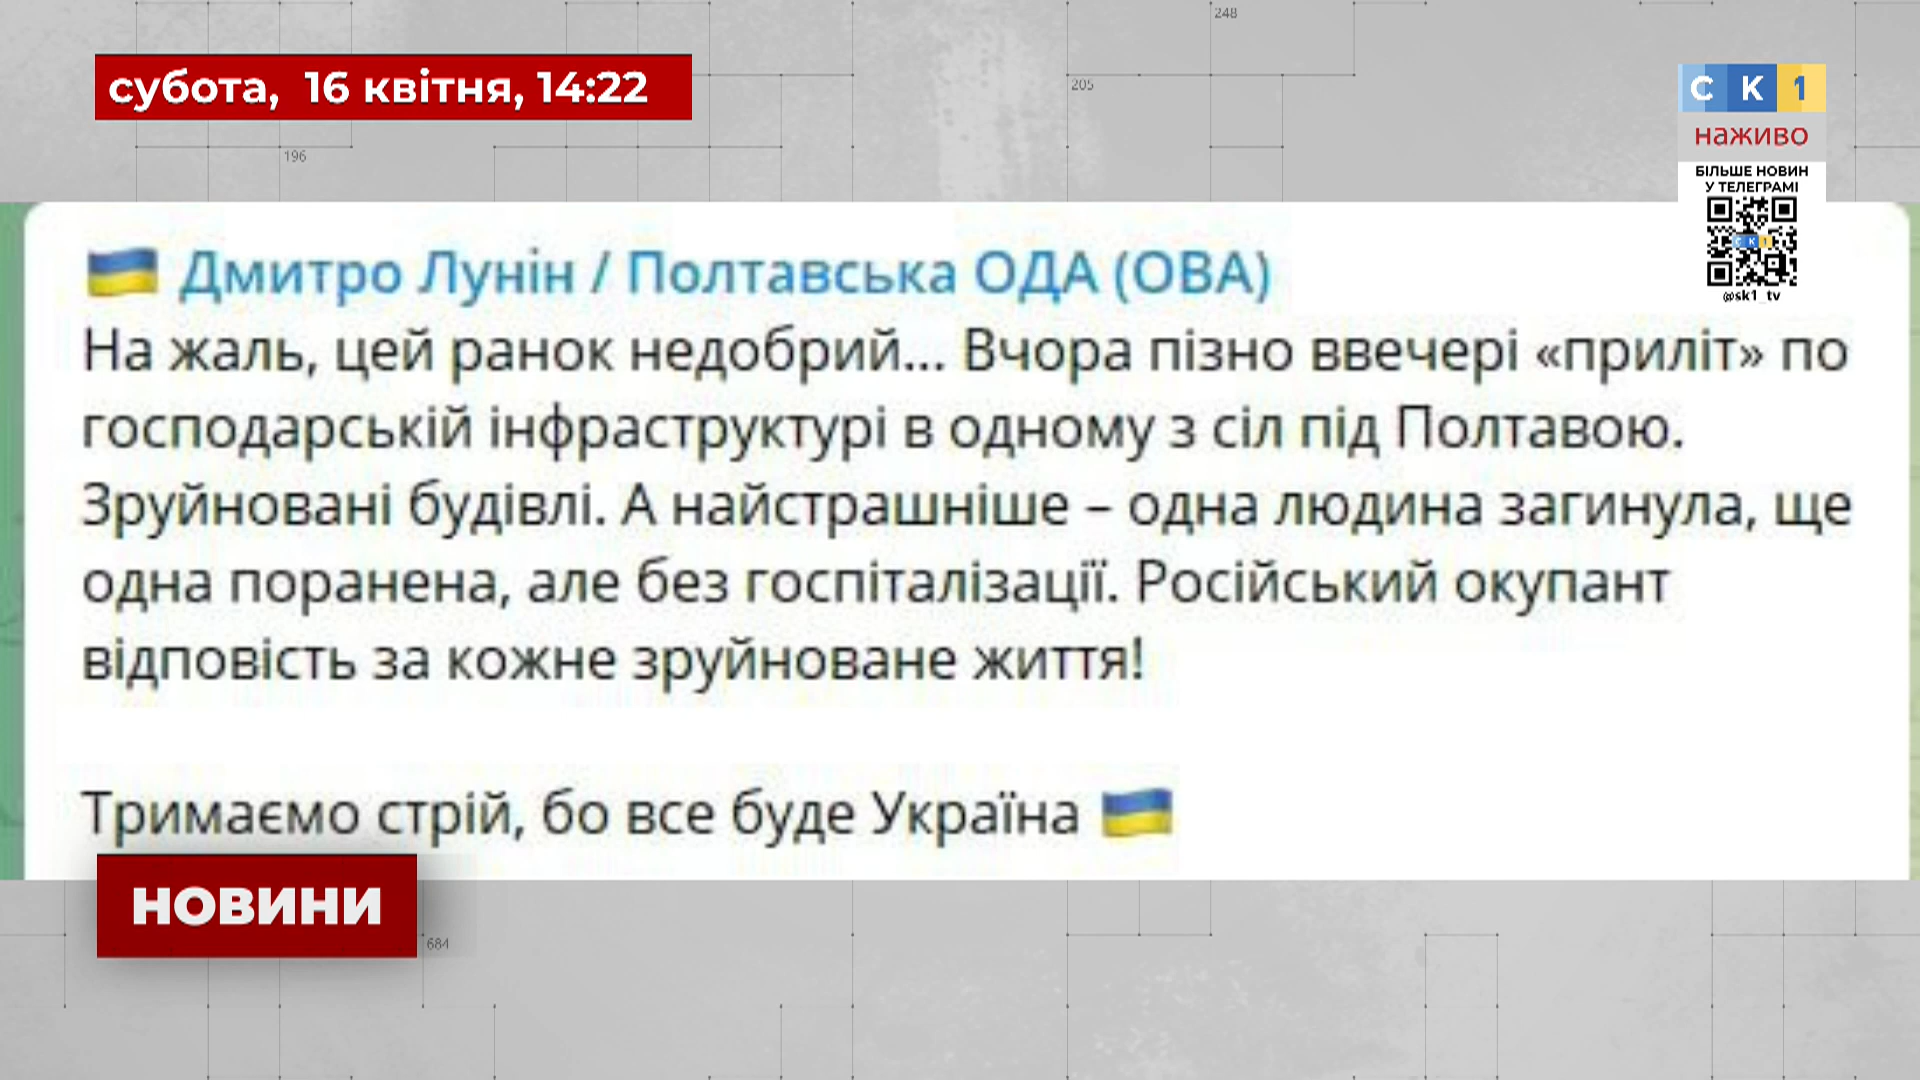 248
субота, 16 квітня, 14:22
205
196
СК1
наживо
БІЛЬШЕ НОВИН
У ТЕЛЕГРАМІ
СК1
@sk1_tv
🇺🇦 Дмитро Лунін / Полтавська ОДА (ОВА)
На жаль, цей ранок недобрий... Вчора пізно ввечері «приліт» по
господарській інфраструктурі в одному з сіл під Полтавою.
Зруйновані будівлі. А найстрашніше – одна людина загинула, ще
одна поранена, але без госпіталізації. Російський окупант
відповість за кожне зруйноване життя!
Тримаємо стрій, бо все буде Україна 🇺🇦
НОВИНИ
684